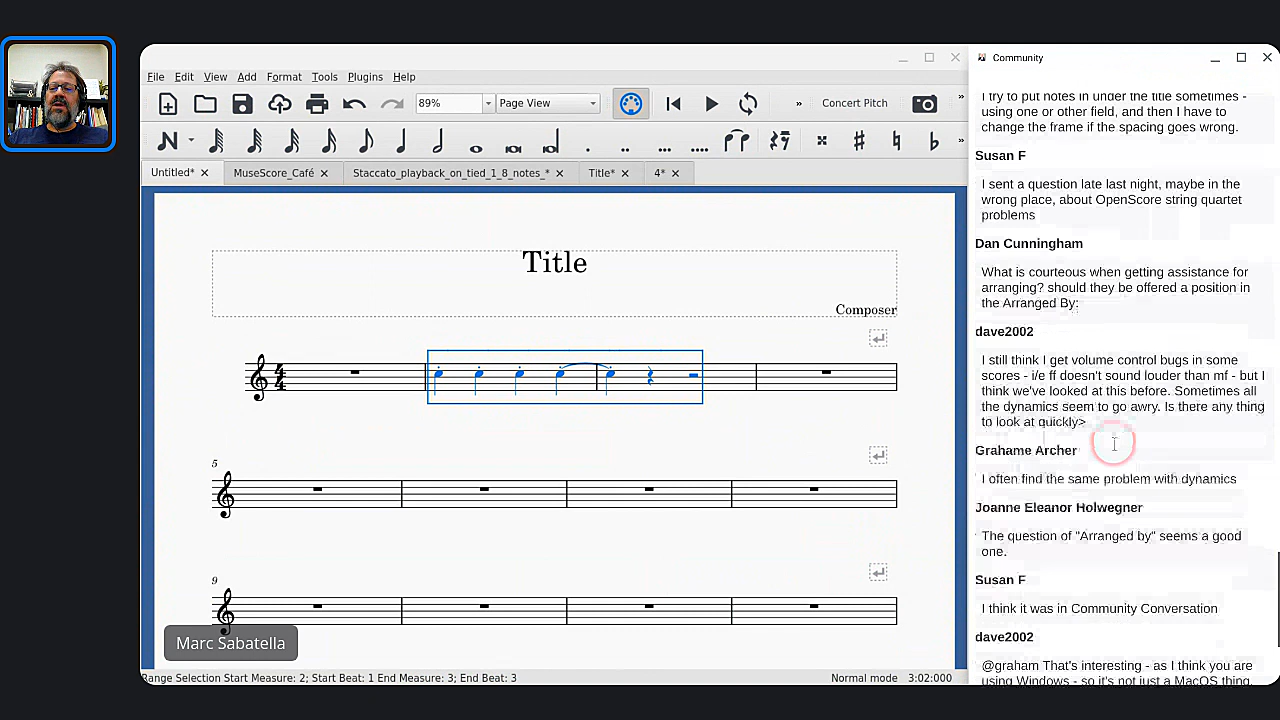 Community
File Edit View Add Format Tools Plugins Help
89% Page View » Concert Pitch »
Untitled* MuseScore_Café Staccato_playback_on_tied_1_8_notes_* Title* 4*
Title
Composer
5
9
Marc Sabatella
Range Selection Start Measure: 2; Start Beat: 1 End Measure: 3; End Beat: 3 Normal mode 3:02:000
I try to put notes in under the title sometimes -
using one or other field, and then I have to
change the frame if the spacing goes wrong.
Susan F
I sent a question late last night, maybe in the
wrong place, about OpenScore string quartet
problems
Dan Cunningham
What is courteous when getting assistance for
arranging? should they be offered a position in
the Arranged By:
dave2002
I still think I get volume control bugs in some
scores - i/e ff doesn't sound louder than mf - but I
think we've looked at this before. Sometimes all
the dynamics seem to go awry. Is there any thing
to look at quickly>
Grahame Archer
I often find the same problem with dynamics
Joanne Eleanor Holwegner
The question of "Arranged by" seems a good
one.
Susan F
I think it was in Community Conversation
dave2002
@graham That's interesting - as I think you are
using Windows - so it's not just a MacOS thing.